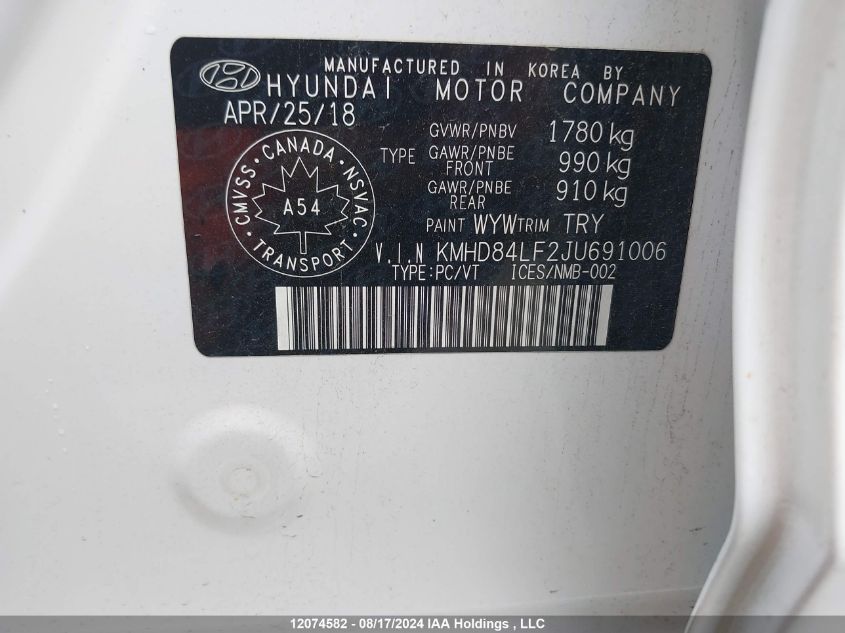 MANUFACTURED IN KOREA BY
HYUNDAI MOTOR COMPANY
APR/25/18
GVWR/PNBV 1780 kg
TYPE GAWR/PNBE FRONT 990 kg
GAWR/PNBE REAR 910 kg
PAINT WYW TRIM TRY
V.I.N KMHD84LF2JU691006
TYPE:PC/VT ICES/NMB-002
CMVSS · CANADA · NSVAC · TRANSPORT ·
A54
12074582 - 08/17/2024 IAA Holdings , LLC